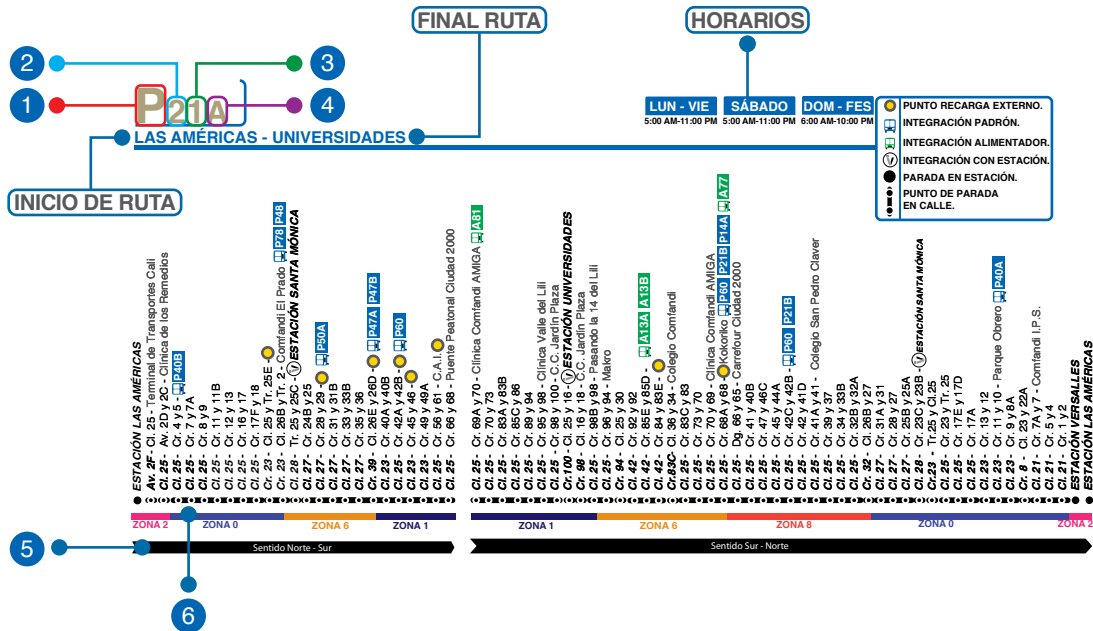 FINAL RUTA
HORARIOS
2
3
1
4
P21A
LUN - VIE
SÁBADO
DOM - FES
5:00 AM-11:00 PM
5:00 AM-11:00 PM
6:00 AM-10:00 PM
LAS AMÉRICAS - UNIVERSIDADES
INICIO DE RUTA
PUNTO RECARGA EXTERNO.
INTEGRACIÓN PADRÓN.
INTEGRACIÓN ALIMENTADOR.
INTEGRACIÓN CON ESTACIÓN.
PARADA EN ESTACIÓN.
PUNTO DE PARADA
EN CALLE.
ESTACIÓN LAS AMÉRICAS
Av. 2F - Cl. 25 - Terminal de Transportes Cali
Cl. 25 - Av. 2D y 2C - Clínica de los Remedios
Cl. 25 - Cr. 4 y 5 - P40B
Cl. 25 - Cr. 7 y 7A
Cl. 25 - Cr. 8 y 9
Cl. 25 - Cr. 11 y 11B
Cl. 25 - Cr. 12 y 13
Cl. 25 - Cr. 16 y 17
Cl. 25 - Cr. 17F y 18
Cr. 23 - Cl. 25 y Tr. 25E -
Cr. 23 - Cr. 28B y Tr. 2 - Comfandi El Prado P78 P48
Cl. 28 - Tr. 25 y 25C - ESTACIÓN SANTA MÓNICA
Cl. 27 - Cr. 24B y 25
Cl. 27 - Cr. 28 y 29 - P50A
Cl. 27 - Cr. 31 y 31B
Cl. 27 - Cr. 33 y 33B
Cl. 27 - Cr. 35 y 36
Cr. 39 - Cl. 26E y 26D - P47A P47B
Cl. 23 - Cr. 40A y 40B
Cl. 25 - Cr. 42A y 42B - P60
Cl. 23 - Cr. 45 y 46 -
Cl. 23 - Cr. 49 y 49A
Cl. 25 - Cr. 56 y 61 - C.A.I.
Cl. 25 - Cr. 66 y 68 - Puente Peatonal Ciudad 2000
Cl. 25 - Cr. 69A y 70 - Clínica Comfandi AMIGA A81
Cl. 25 - Cr. 70 y 73
Cl. 25 - Cr. 83A y 83B
Cl. 25 - Cr. 85C y 86
Cl. 25 - Cr. 89 y 94
Cl. 25 - Cr. 95 y 98 - Clínica Valle del Lili
Cl. 25 - Cr. 98 y 100 - C.C. Jardín Plaza
Cr. 100 - Cl. 25 y 16 - ESTACIÓN UNIVERSIDADES
Cr. 98 - Cl. 16 y 18 - C.C. Jardín Plaza
Cl. 25 - Cr. 98B y 98 - Pasando la 14 del Lili
Cl. 25 - Cr. 96 y 94 - Makro
Cr. 94 - Cl. 25 y 30
Cl. 42 - Cr. 92 y 92
Cl. 42 - Cr. 85E y 85D - A13A A13B
Cl. 42 - Cr. 84 y 83E -
Cr. 83C- Cl. 36 y 34 - Colegio Comfandi
Cl. 25 - Cr. 83C y 83
Cl. 25 - Cr. 73 y 70
Cl. 25 - Cr. 70 y 69 - Clínica Comfandi AMIGA
Cl. 25 - Cr. 68A y 68 - Kokoriko P60 P21B P14A A77
Cl. 25 - Dg. 66 y 65 - Carrefour Ciudad 2000
Cl. 25 - Cr. 41 y 40B
Cl. 25 - Cr. 47 y 46C
Cl. 25 - Cr. 45 y 44A
Cl. 25 - Cr. 42C y 42B - P60 P21B
Cl. 25 - Cr. 42 y 41D
Cl. 25 - Cr. 41A y 41 - Colegio San Pedro Claver
Cl. 25 - Cr. 39 y 37
Cl. 25 - Cr. 34 y 33B
Cl. 25 - Cr. 32B y 32A
Cr. 32 - Cl. 26B y 27
Cl. 27 - Cr. 31A y 31
Cl. 27 - Cr. 28 y 27
Cl. 27 - Cr. 25B y 25A
Cl. 28 - Cr. 23C y 23B - ESTACIÓN SANTA MÓNICA
Cr. 23 - Tr. 25 y Cl. 25
Cl. 25 - Cr. 23 y Tr. 25
Cl. 25 - Cr. 17E y 17D
Cl. 25 - Cr. 17A
Cl. 23 - Cr. 13 y 12
Cl. 23 - Cr. 11 y 10 - Parque Obrero P40A
Cl. 23 - Cr. 9 y 8A
Cr. 8 - Cl. 23 y 22A
Cl. 21 - Cr. 7A y 7 - Comfandi I.P.S.
Cl. 21 - Cr. 5 y 4
Cl. 21 - Cr. 1 y 2
ESTACIÓN VERSALLES
ESTACIÓN LAS AMÉRICAS
ZONA 2
ZONA 0
ZONA 6
ZONA 1
ZONA 1
ZONA 6
ZONA 8
ZONA 0
ZONA 2
5
Sentido Norte - Sur
Sentido Sur - Norte
6